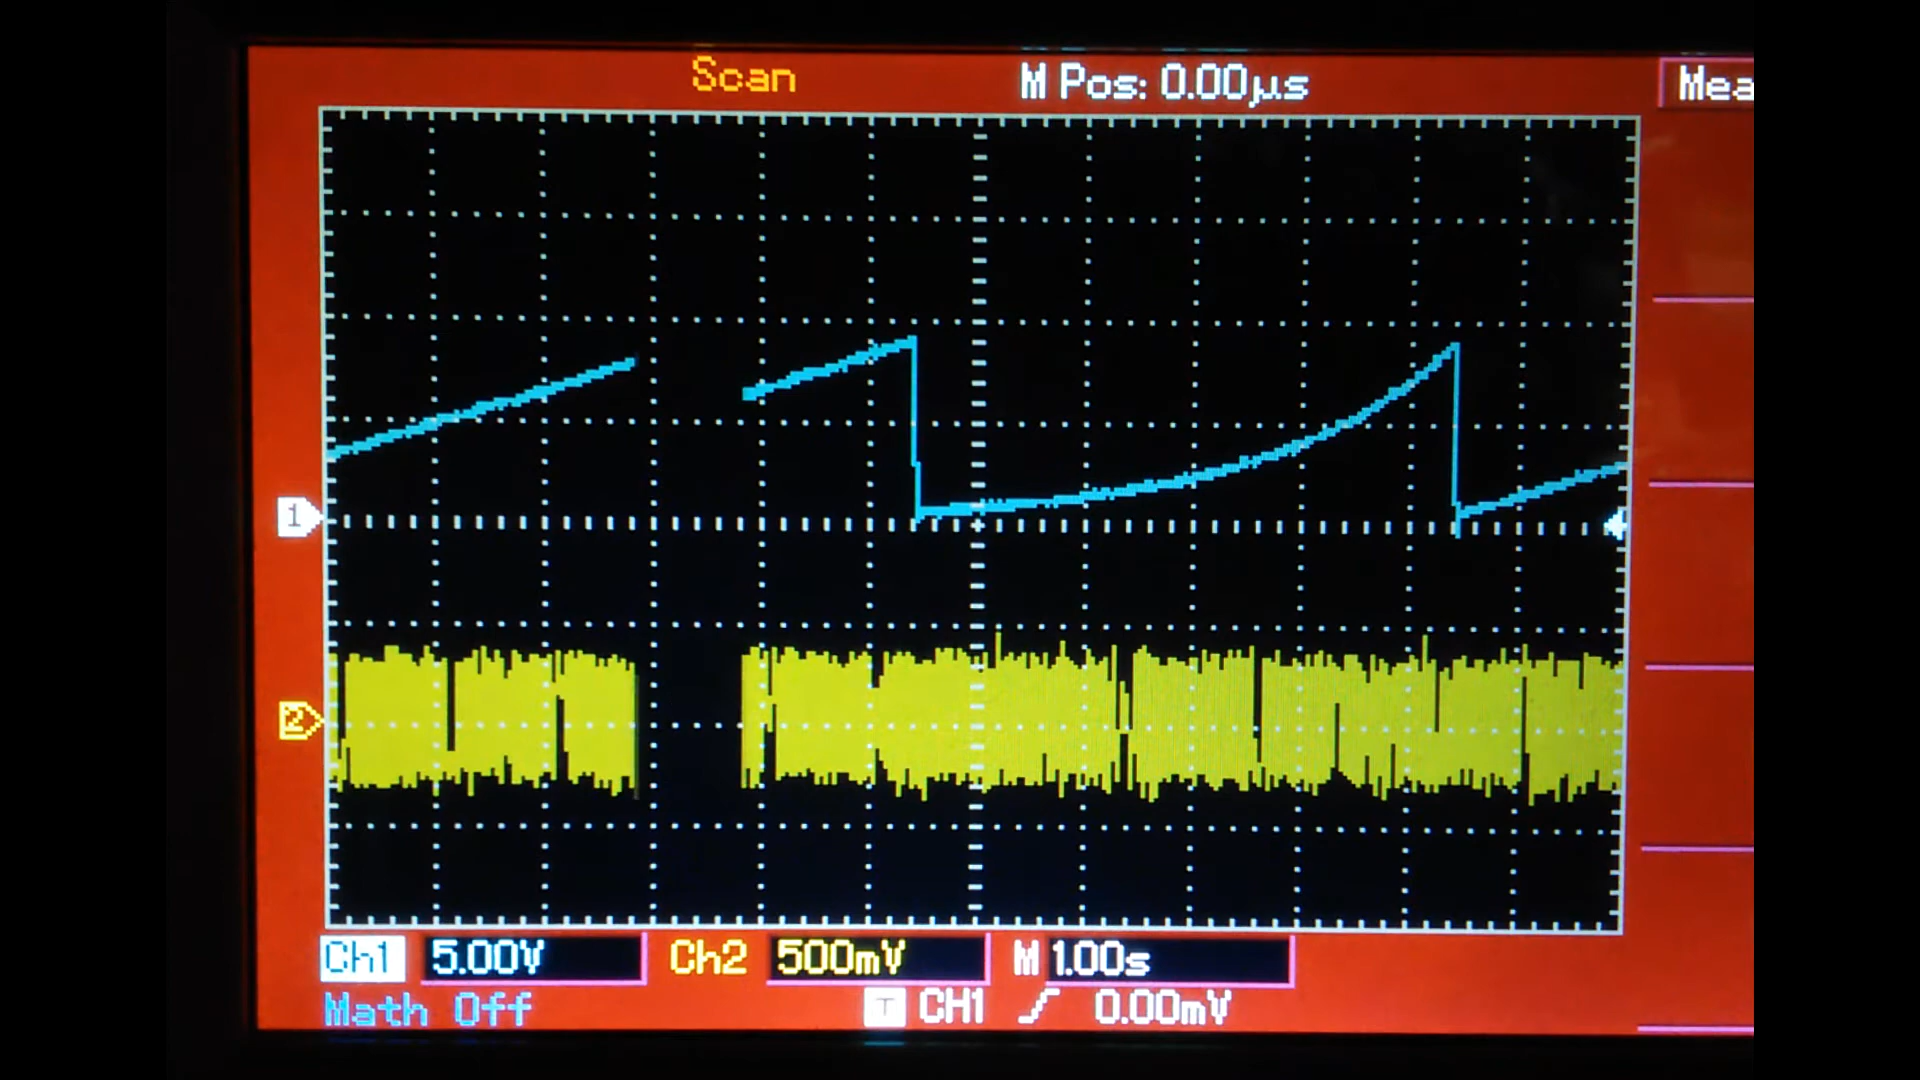 Scan M Pos: 0.00µs Mea
1
2
Ch1 5.00V Ch2 500mV M 1.00s
Math Off T CH1 0.00mV